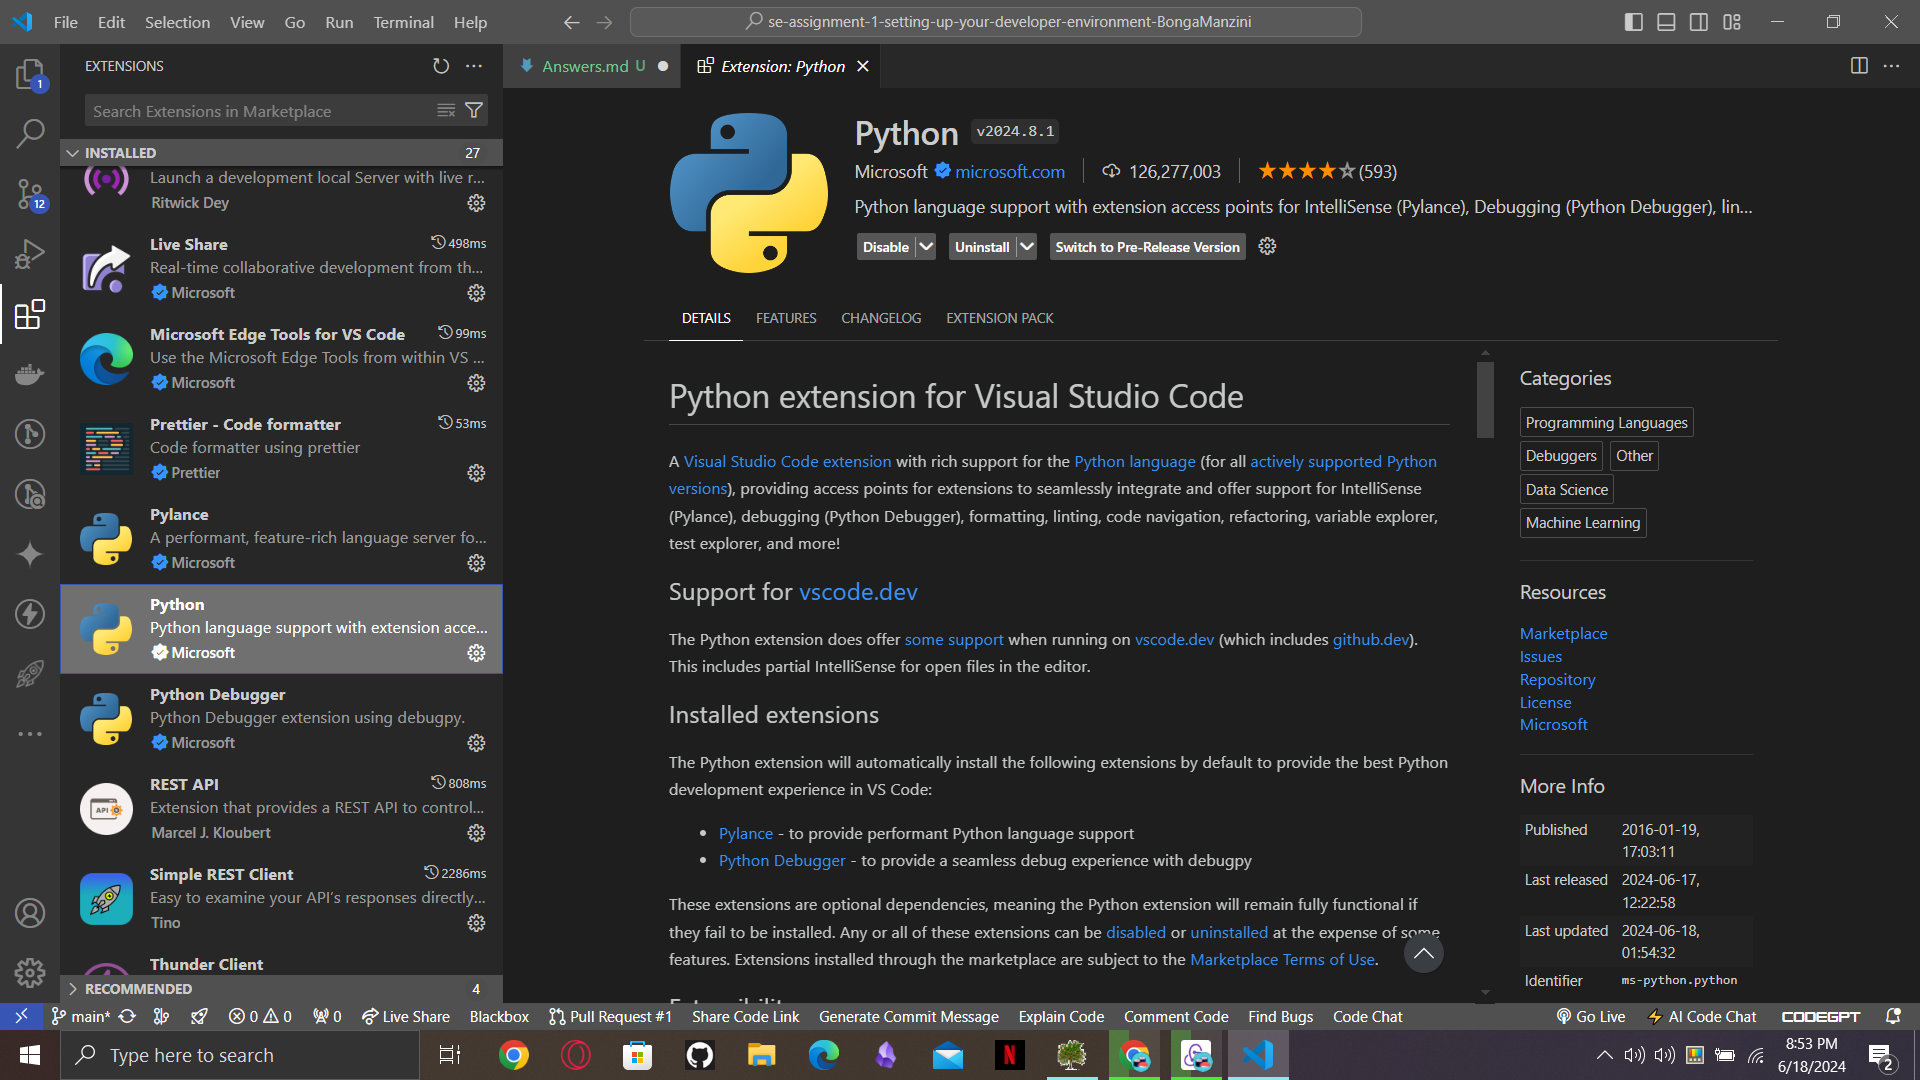 File Edit Selection View Go Run Terminal Help
se-assignment-1-setting-up-your-developer-environment-BongaManzini
EXTENSIONS
Search Extensions in Marketplace
INSTALLED 27
Launch a development local Server with live r...
Ritwick Dey
Live Share 498ms
Real-time collaborative development from th...
Microsoft
Microsoft Edge Tools for VS Code 99ms
Use the Microsoft Edge Tools from within VS ...
Microsoft
Prettier - Code formatter 53ms
Code formatter using prettier
Prettier
Pylance
A performant, feature-rich language server fo...
Microsoft
Python
Python language support with extension acce...
Microsoft
Python Debugger
Python Debugger extension using debugpy.
Microsoft
REST API 808ms
Extension that provides a REST API to control...
Marcel J. Kloubert
Simple REST Client 2286ms
Easy to examine your API's responses directly...
Tino
Thunder Client
RECOMMENDED 4
1
12
Answers.md U
Extension: Python
Python v2024.8.1
Microsoft microsoft.com 126,277,003 (593)
Python language support with extension access points for IntelliSense (Pylance), Debugging (Python Debugger), lin...
Disable Uninstall Switch to Pre-Release Version
DETAILS FEATURES CHANGELOG EXTENSION PACK
Python extension for Visual Studio Code
A Visual Studio Code extension with rich support for the Python language (for all actively supported Python
versions), providing access points for extensions to seamlessly integrate and offer support for IntelliSense
(Pylance), debugging (Python Debugger), formatting, linting, code navigation, refactoring, variable explorer,
test explorer, and more!
Support for vscode.dev
The Python extension does offer some support when running on vscode.dev (which includes github.dev).
This includes partial IntelliSense for open files in the editor.
Installed extensions
The Python extension will automatically install the following extensions by default to provide the best Python
development experience in VS Code:
• Pylance - to provide performant Python language support
• Python Debugger - to provide a seamless debug experience with debugpy
These extensions are optional dependencies, meaning the Python extension will remain fully functional if
they fail to be installed. Any or all of these extensions can be disabled or uninstalled at the expense of some
features. Extensions installed through the marketplace are subject to the Marketplace Terms of Use.
Categories
Programming Languages
Debuggers Other
Data Science
Machine Learning
Resources
Marketplace
Issues
Repository
License
Microsoft
More Info
Published 2016-01-19,
17:03:11
Last released 2024-06-17,
12:22:58
Last updated 2024-06-18,
01:54:32
Identifier ms-python.python
main* 0 0 0 Live Share Blackbox Pull Request #1 Share Code Link Generate Commit Message Explain Code Comment Code Find Bugs Code Chat Go Live AI Code Chat CODEGPT
Type here to search
8:53 PM
6/18/2024
2